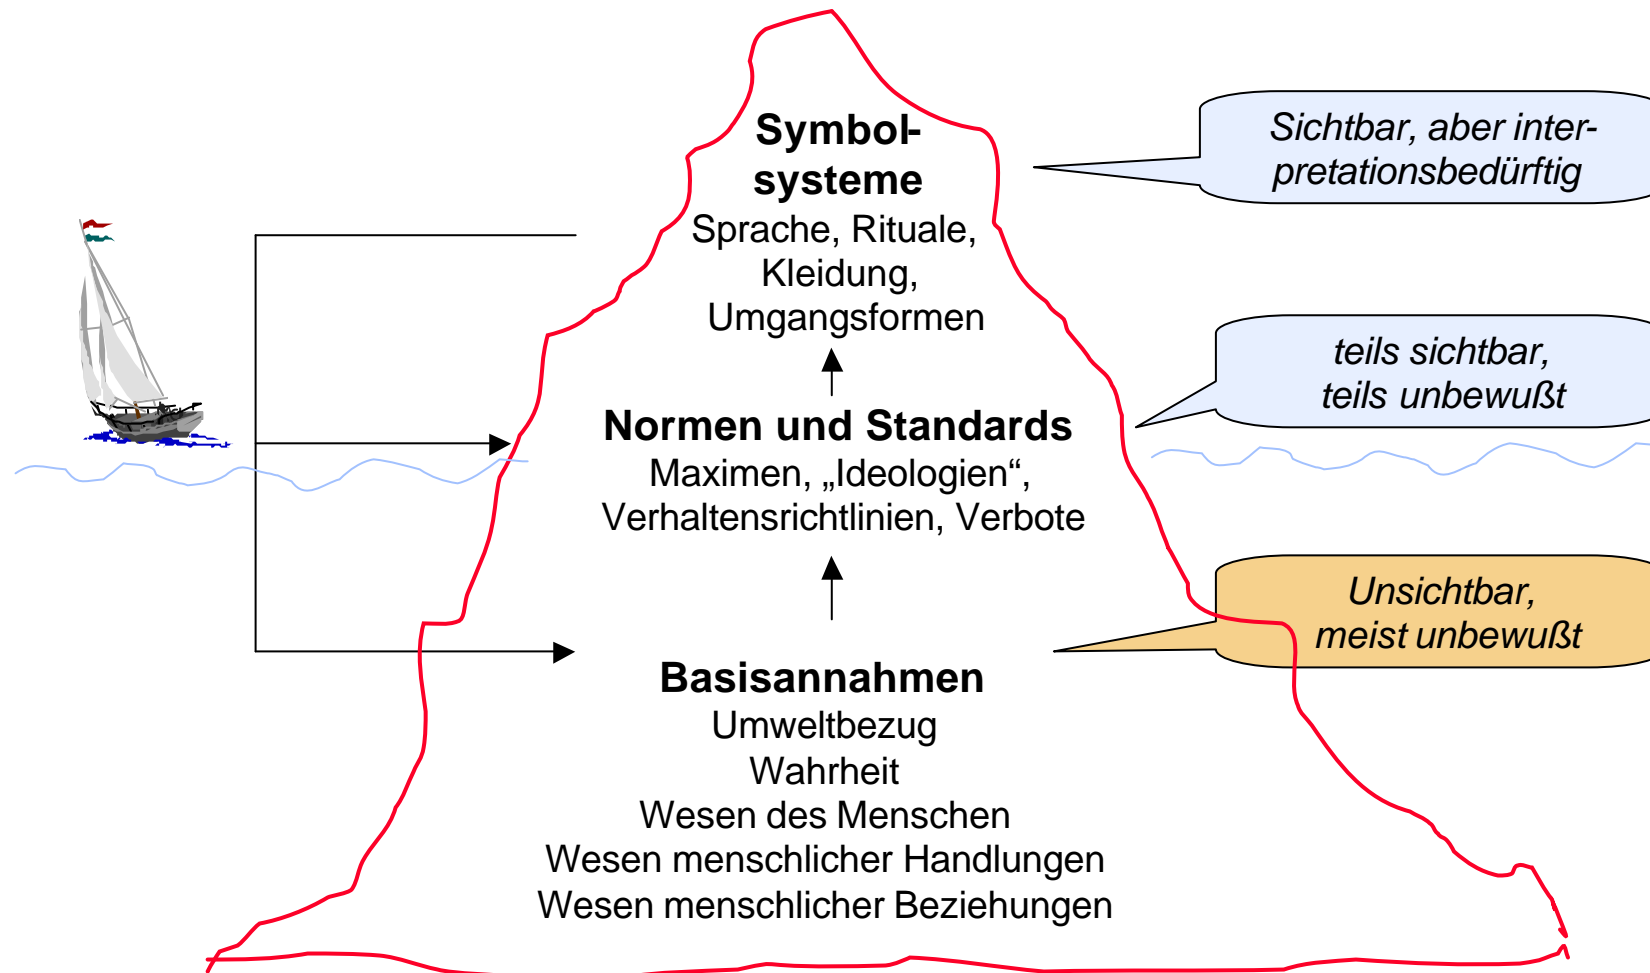 Symbol-
systeme
Sprache, Rituale,
Kleidung,
Umgangsformen
Sichtbar, aber inter-
pretationsbedürftig
Normen und Standards
Maximen, „Ideologien“,
Verhaltensrichtlinien, Verbote
teils sichtbar,
teils unbewußt
Basisannahmen
Umweltbezug
Wahrheit
Wesen des Menschen
Wesen menschlicher Handlungen
Wesen menschlicher Beziehungen
Unsichtbar,
meist unbewußt